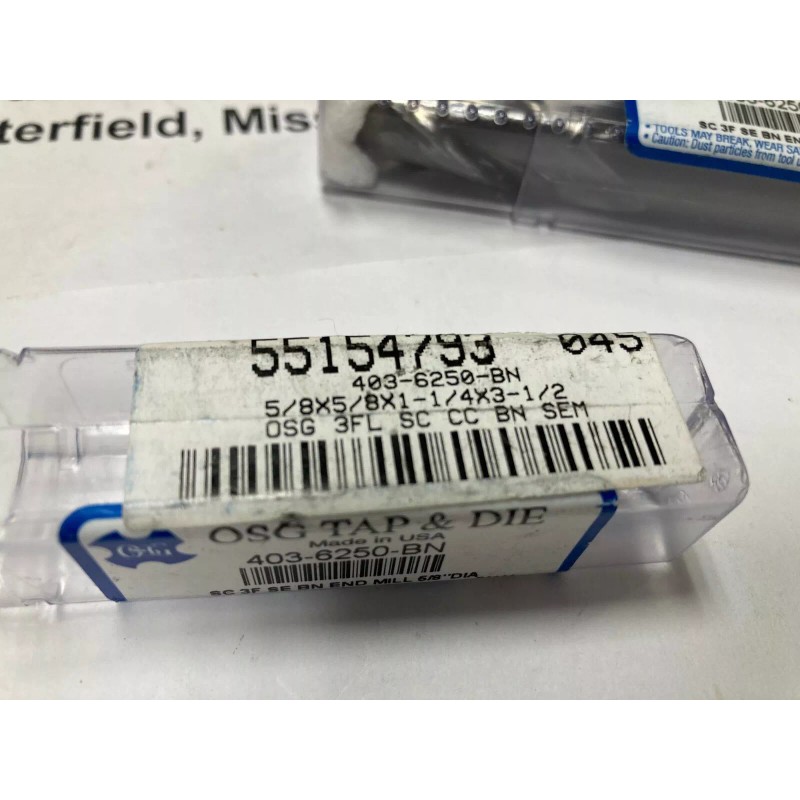 terfield, Miss
-6250
SC 3F SE BN EN
• TOOLS MAY BREAK, WEAR SA
• Caution: Dust particles from tool
55154793 045
403-6250-BN
5/8X5/8X1-1/4X3-1/2
OSG 3FL SC CC BN SEM
OSG TAP & DIE
Made in USA
403-6250-BN
SC 3F SE BN END MILL 5/8"DIA